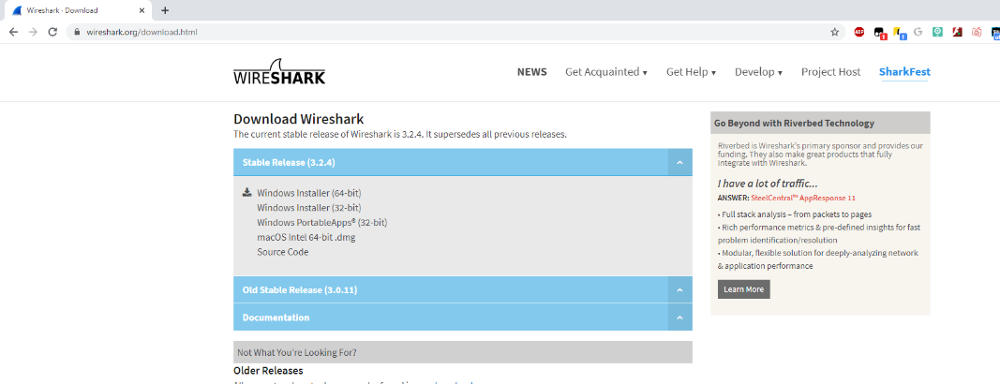 Wireshark · Download
wireshark.org/download.html
ABP
WIRESHARK
NEWS Get Acquainted Get Help Develop Project Host SharkFest
Download Wireshark
The current stable release of Wireshark is 3.2.4. It supersedes all previous releases.
Stable Release (3.2.4)
Windows Installer (64-bit)
Windows Installer (32-bit)
Windows PortableApps® (32-bit)
macOS Intel 64-bit .dmg
Source Code
Old Stable Release (3.0.11)
Documentation
Not What You're Looking For?
Older Releases
Go Beyond with Riverbed Technology
Riverbed is Wireshark's primary sponsor and provides our
funding. They also make great products that fully
integrate with Wireshark.
I have a lot of traffic...
ANSWER: SteelCentral™ AppResponse 11
• Full stack analysis – from packets to pages
• Rich performance metrics & pre-defined insights for fast
problem identification/resolution
• Modular, flexible solution for deeply-analyzing network
& application performance
Learn More